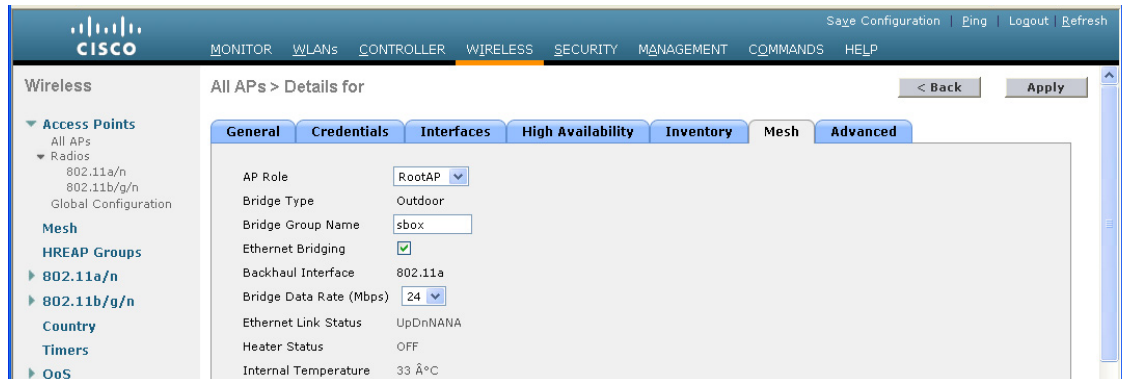 Save Configuration | Ping | Logout | Refresh
CISCO
MONITOR WLANs CONTROLLER WIRELESS SECURITY MANAGEMENT COMMANDS HELP
Wireless
Access Points
All APs
Radios
802.11a/n
802.11b/g/n
Global Configuration
Mesh
HREAP Groups
802.11a/n
802.11b/g/n
Country
Timers
QoS
All APs > Details for
< Back Apply
General Credentials Interfaces High Availability Inventory Mesh Advanced
AP Role RootAP
Bridge Type Outdoor
Bridge Group Name sbox
Ethernet Bridging
Backhaul Interface 802.11a
Bridge Data Rate (Mbps) 24
Ethernet Link Status UpDnNANA
Heater Status OFF
Internal Temperature 33 Â°C